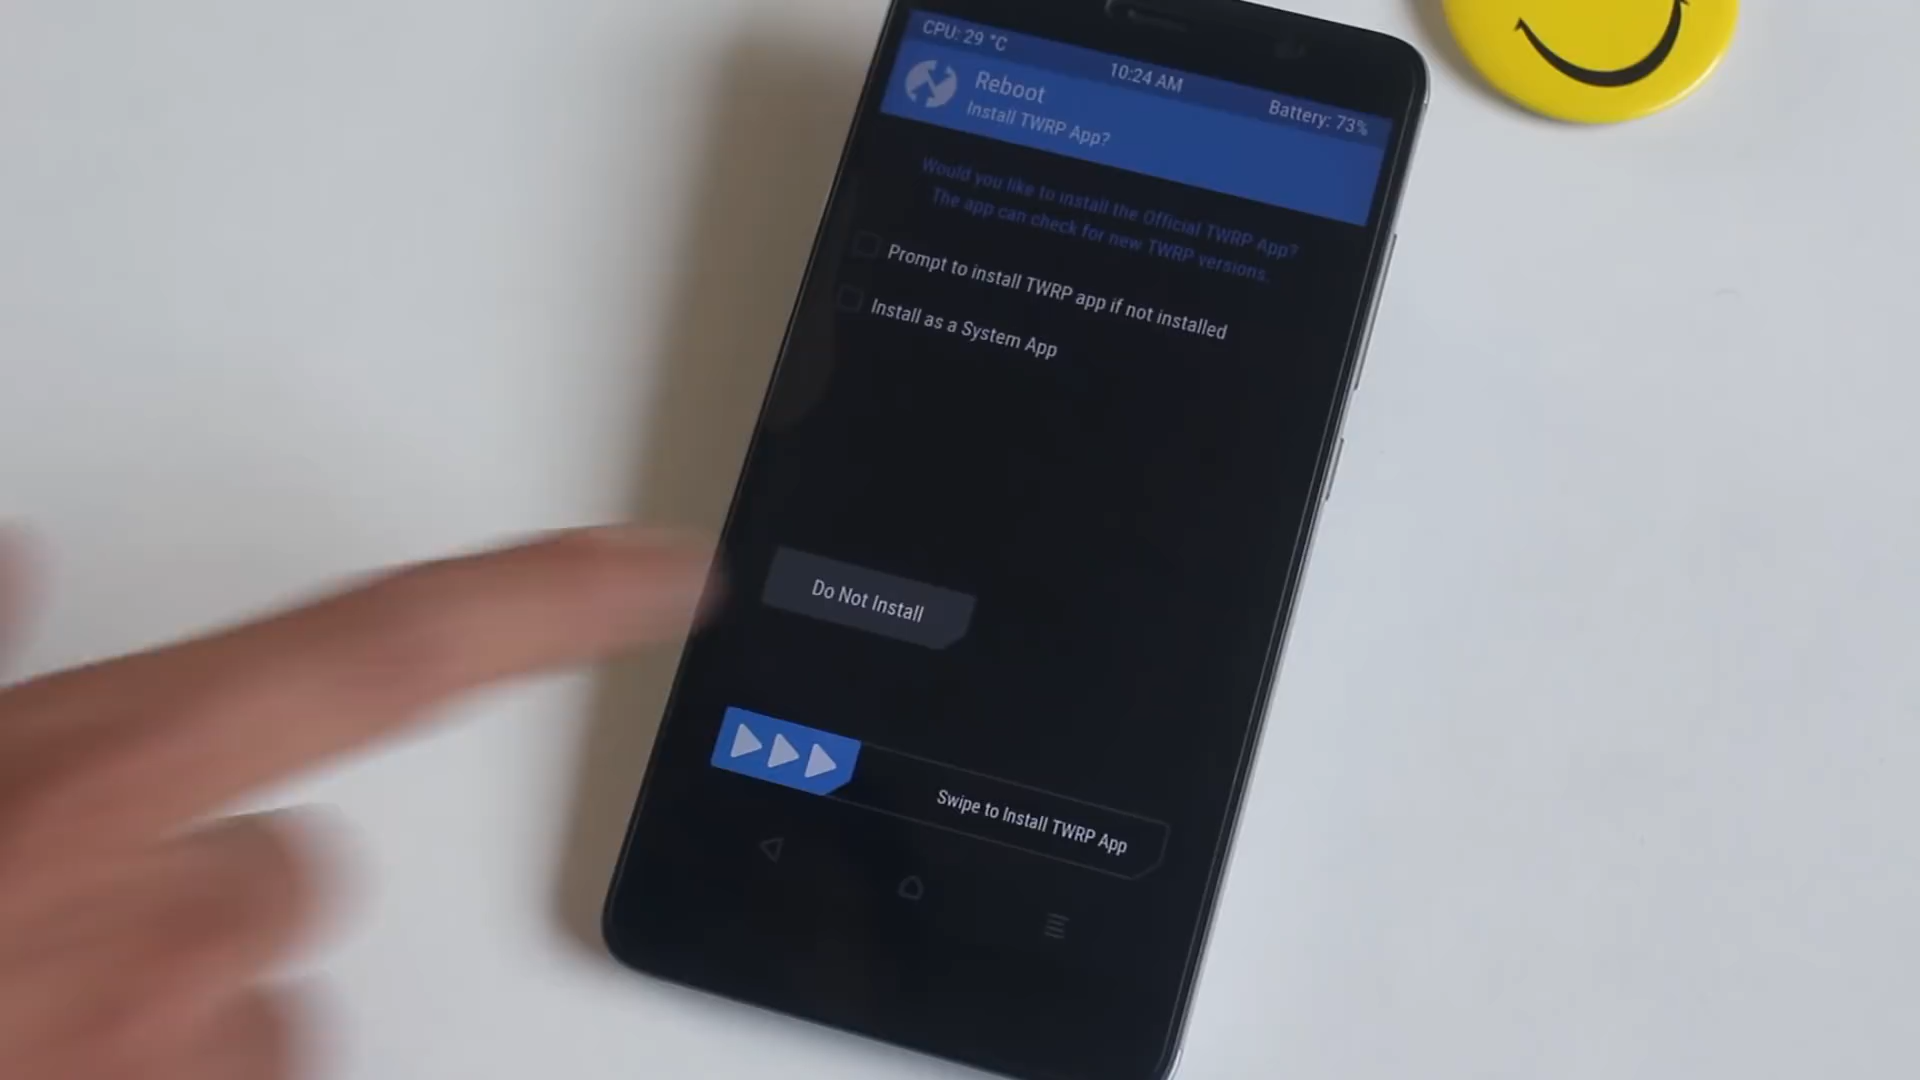 CPU: 29 °C
10:24 AM
Battery: 73%
Reboot
Install TWRP App?
Would you like to install the Official TWRP App?
The app can check for new TWRP versions.
Prompt to install TWRP app if not installed
Install as a System App
Do Not Install
Swipe to Install TWRP App